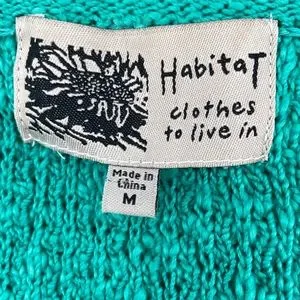 HabitaT
clothes
to live in
Made in
China
M